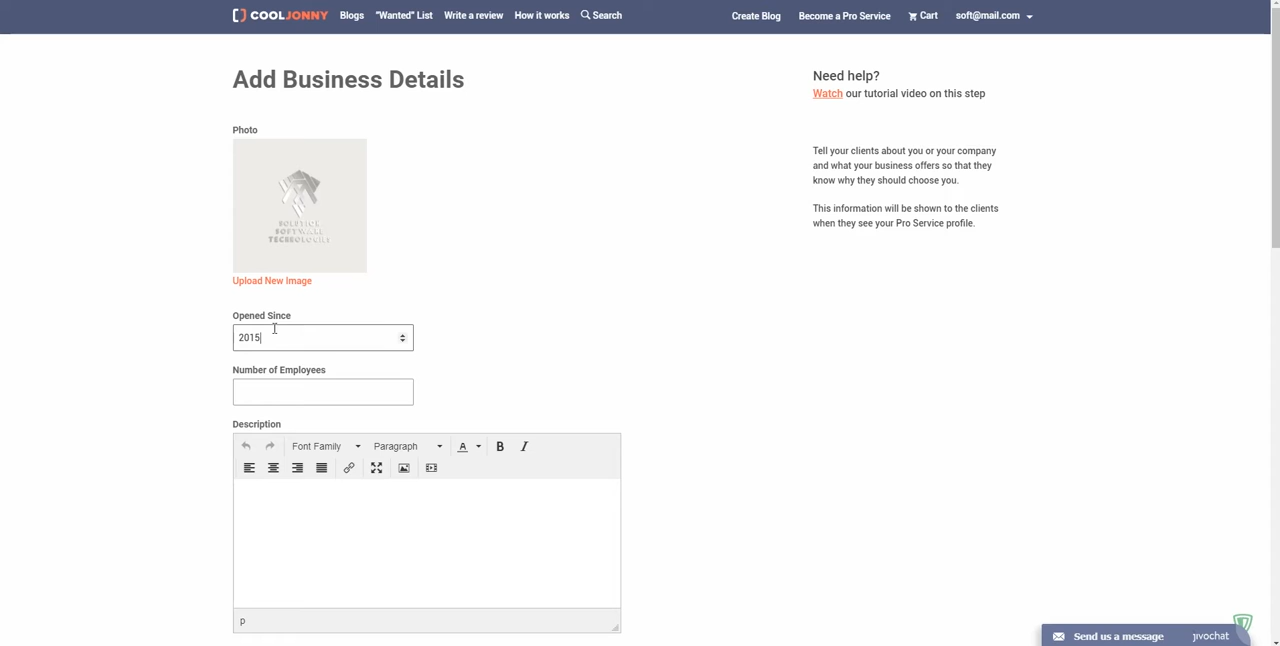 COOLJONNY Blogs "Wanted" List Write a review How it works Search Create Blog Become a Pro Service Cart soft@mail.com
Add Business Details
Photo
SOLUTION
SOFTWARE
TECHNOLOGIES
Upload New Image
Opened Since
2015
Number of Employees
Description
Font Family Paragraph A B I
p
Need help?
Watch our tutorial video on this step
Tell your clients about you or your company
and what your business offers so that they
know why they should choose you.
This information will be shown to the clients
when they see your Pro Service profile.
Send us a message jivochat